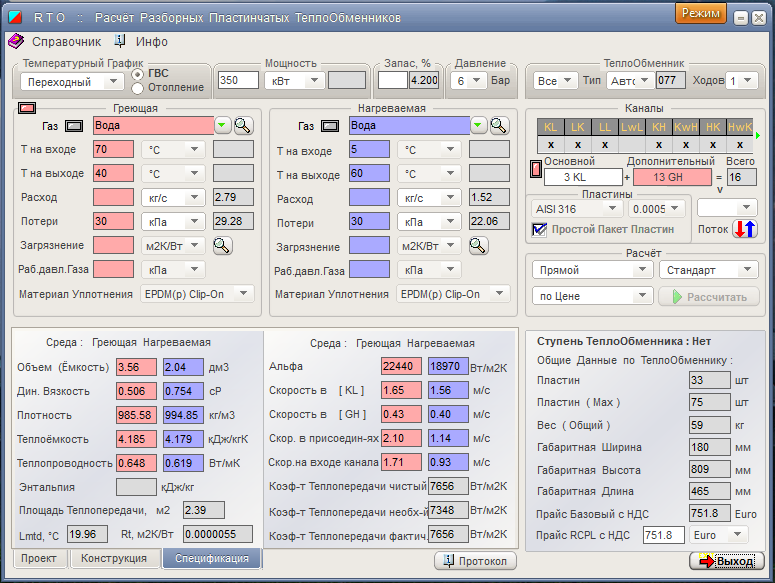 R T O :: Расчёт Разборных Пластинчатых ТеплоОбменников Режим
Справочник Инфо
Температурный График Мощность Запас, % Давление ТеплоОбменник
Переходный ГВС Отопление 350 кВт 4.200 6 Бар Все Тип Авто 077 Ходов 1
Греющая Нагреваемая Каналы
Газ Вода Газ Вода KL LK LL LwL KH KwH HK HwK
x x x x x x x
Т на входе 70 °C Т на входе 5 °C
Основной Дополнительный Всего
Т на выходе 40 °C Т на выходе 60 °C 3 KL + 13 GH = 16
v
Расход кг/с 2.79 Расход кг/с 1.52 Пластины
AISI 316 0.0005
Потери 30 кПа 29.28 Потери 30 кПа 22.06 Простой Пакет Пластин Поток
Загрязнение м2К/Вт Загрязнение м2К/Вт Расчёт
Раб.давл.Газа кПа Раб.давл.Газа кПа Прямой Стандарт
Материал Уплотнения EPDM(p) Clip-On Материал Уплотнения EPDM(p) Clip-On по Цене Рассчитать
Среда : Греющая Нагреваемая Среда : Греющая Нагреваемая Ступень ТеплоОбменника : Нет
Общие Данные по ТеплоОбменнику :
Объем (Ёмкость) 3.56 2.04 дм3 Альфа 22440 18970 Вт/м2К Пластин 33 шт
Дин. Вязкость 0.506 0.754 cP Скорость в [ KL ] 1.65 1.56 м/с Пластин ( Max ) 75 шт
Плотность 985.58 994.85 кг/м3 Скорость в [ GH ] 0.43 0.40 м/с Вес ( Общий ) 59 кг
Теплоёмкость 4.185 4.179 кДж/кгК Скор. в присоедин-ях 2.10 1.14 м/с Габаритная Ширина 180 мм
Теплопроводность 0.648 0.619 Вт/мК Скор.на входе канала 1.71 0.93 м/с Габаритная Высота 809 мм
Энтальпия кДж/кг Коэф-т Теплопередачи чистый 7656 Вт/м2К Габаритная Длина 465 мм
Площадь Теплопередачи, м2 2.39 Коэф-т Теплопередачи необх-й 7348 Вт/м2К Прайс Базовый с НДС 751.8 Euro
Lmtd, °C 19.96 Rt, м2К/Вт 0.0000055 Коэф-т Теплопередачи фактич. 7656 Вт/м2К Прайс RCPL с НДС 751.8 Euro
Проект Конструкция Спецификация Протокол Выход